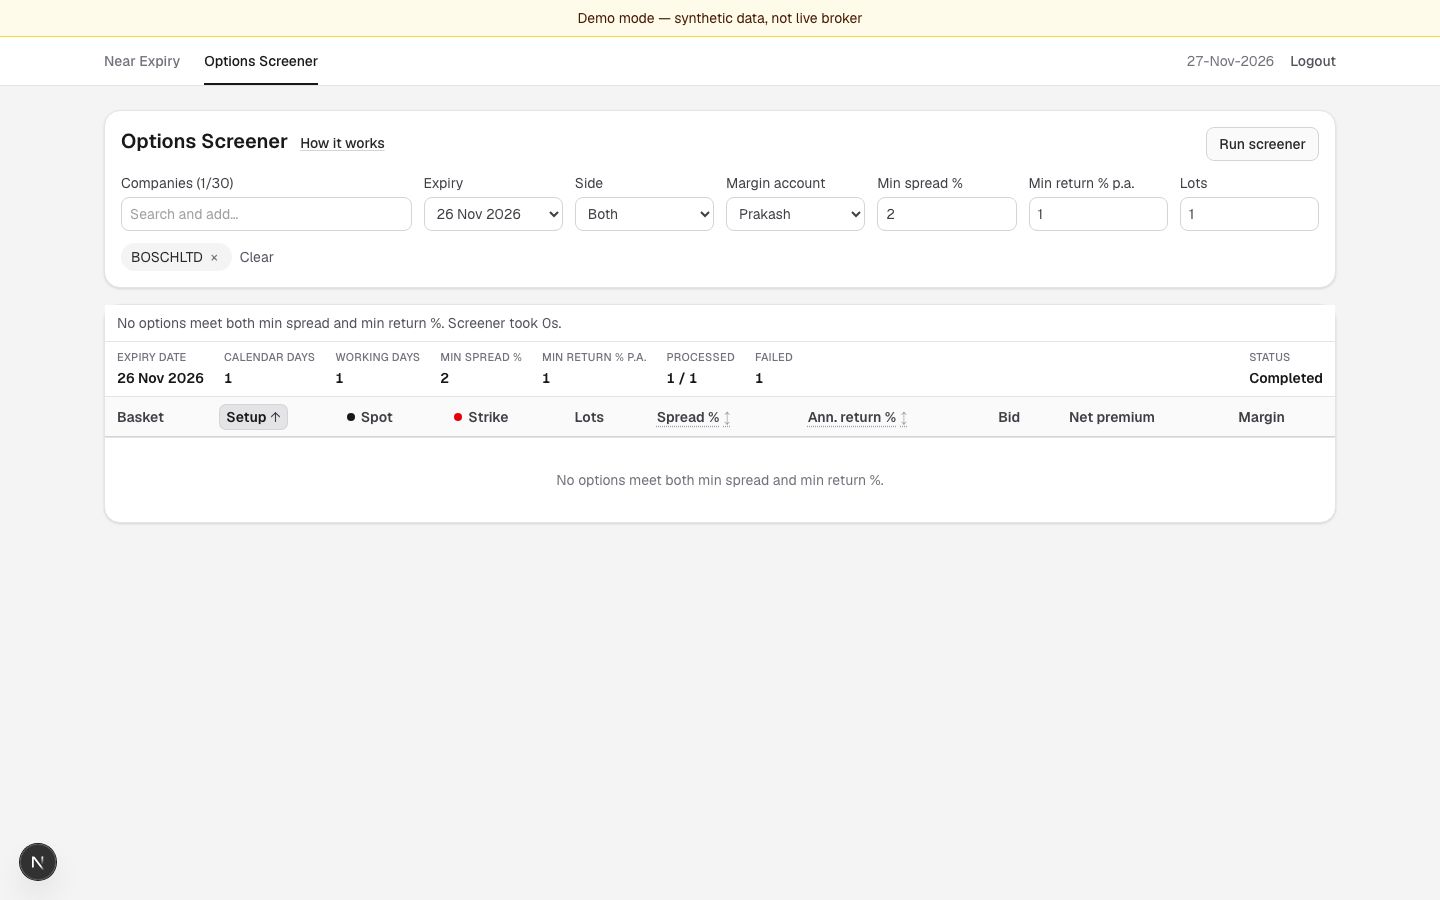 Demo mode — synthetic data, not live broker
Near Expiry Options Screener 27-Nov-2026 Logout
Options Screener How it works Run screener
Companies (1/30) Expiry Side Margin account Min spread % Min return % p.a. Lots
Search and add... 26 Nov 2026 Both Prakash 2 1 1
BOSCHLTD × Clear
No options meet both min spread and min return %. Screener took 0s.
EXPIRY DATE CALENDAR DAYS WORKING DAYS MIN SPREAD % MIN RETURN % P.A. PROCESSED FAILED STATUS
26 Nov 2026 1 1 2 1 1 / 1 1 Completed
Basket Setup ↑ Spot Strike Lots Spread % ↕ Ann. return % ↕ Bid Net premium Margin
No options meet both min spread and min return %.
N